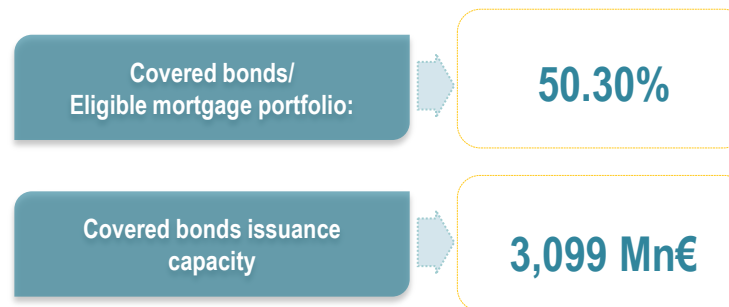 Covered bonds/
Eligible mortgage portfolio:
50.30%
Covered bonds issuance
capacity
3,099 Mn€